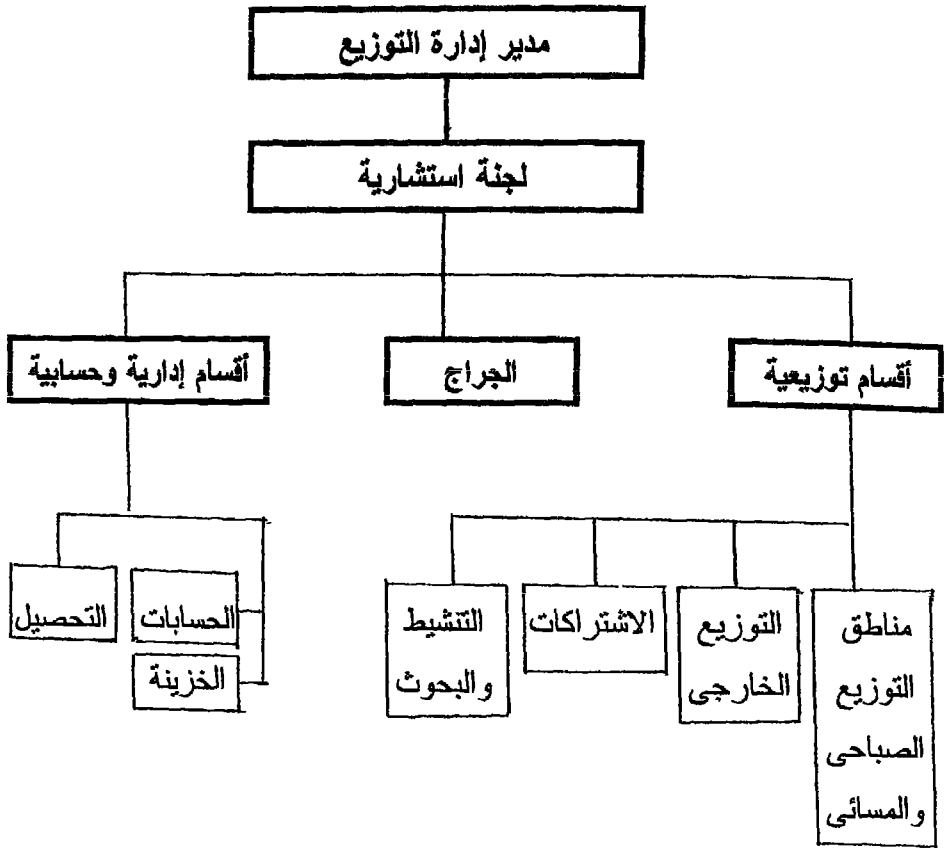 مدير إدارة التوزيع
لجنة استشارية
أقسام توزيعية
الجراج
أقسام إدارية وحسابية
مناطق
التوزيع
الصباحى
والمسائى
التوزيع
الخارجى
الاشتراكات
التنشيط
والبحوث
الحسابات
الخزينة
التحصيل